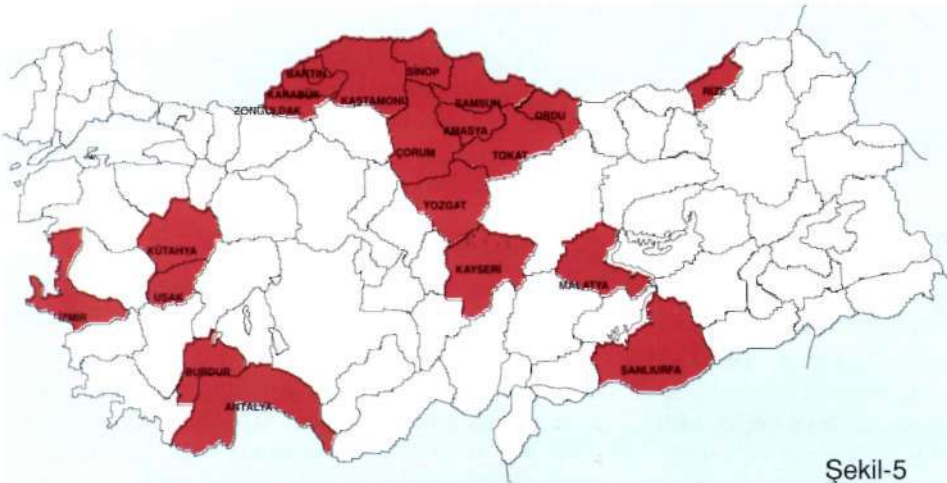 BARTIN
SİNOP
KARABÜK
RİZE
ZONGULDAK
KASTAMONU
SAMSUN
ORDU
AMASYA
ÇORUM
TOKAT
YOZGAT
KÜTAHYA
KAYSERİ
UŞAK
MALATYA
İZMİR
BURDUR
ŞANLIURFA
ANTALYA
Şekil-5